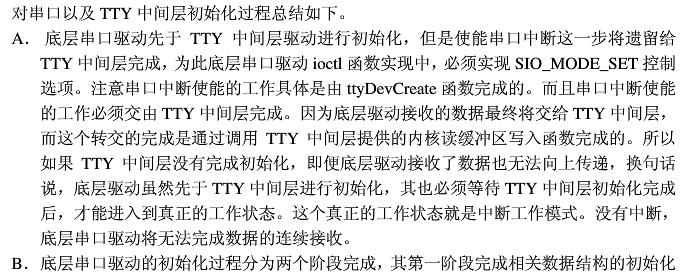 对串口以及 TTY 中间层初始化过程总结如下。
A． 底层串口驱动先于 TTY 中间层驱动进行初始化，但是使能串口中断这一步将遗留给
TTY 中间层完成，为此底层串口驱动 ioctl 函数实现中，必须实现 SIO_MODE_SET 控制
选项。注意串口中断使能的工作具体是由 ttyDevCreate 函数完成的。而且串口中断使能
的工作必须交由 TTY 中间层完成。因为底层驱动接收的数据最终将交给 TTY 中间层，
而这个转交的完成是通过调用 TTY 中间层提供的内核读缓冲区写入函数完成的。所以
如果 TTY 中间层没有完成初始化，即便底层驱动接收了数据也无法向上传递，换句话
说，底层驱动虽然先于 TTY 中间层进行初始化，其也必须等待 TTY 中间层初始化完成
后，才能进入到真正的工作状态。这个真正的工作状态就是中断工作模式。没有中断，
底层串口驱动将无法完成数据的连续接收。
B．底层串口驱动的初始化过程分为两个阶段完成，其第一阶段完成相关数据结构的初始化